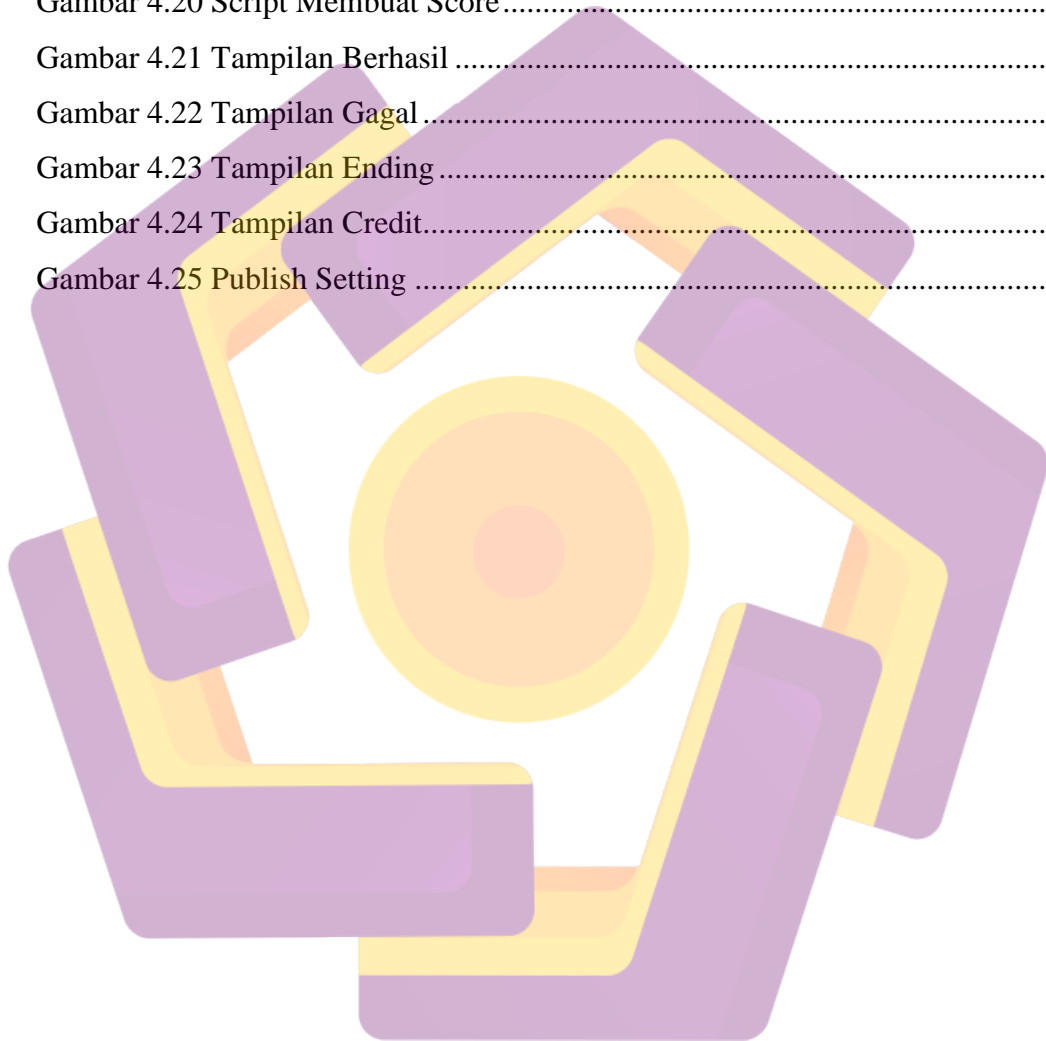 Gambar 4.20 Script Membuat Score................................................................
Gambar 4.21 Tampilan Berhasil ......................................................................
Gambar 4.22 Tampilan Gagal..........................................................................
Gambar 4.23 Tampilan Ending........................................................................
Gambar 4.24 Tampilan Credit..........................................................................
Gambar 4.25 Publish Setting ...........................................................................